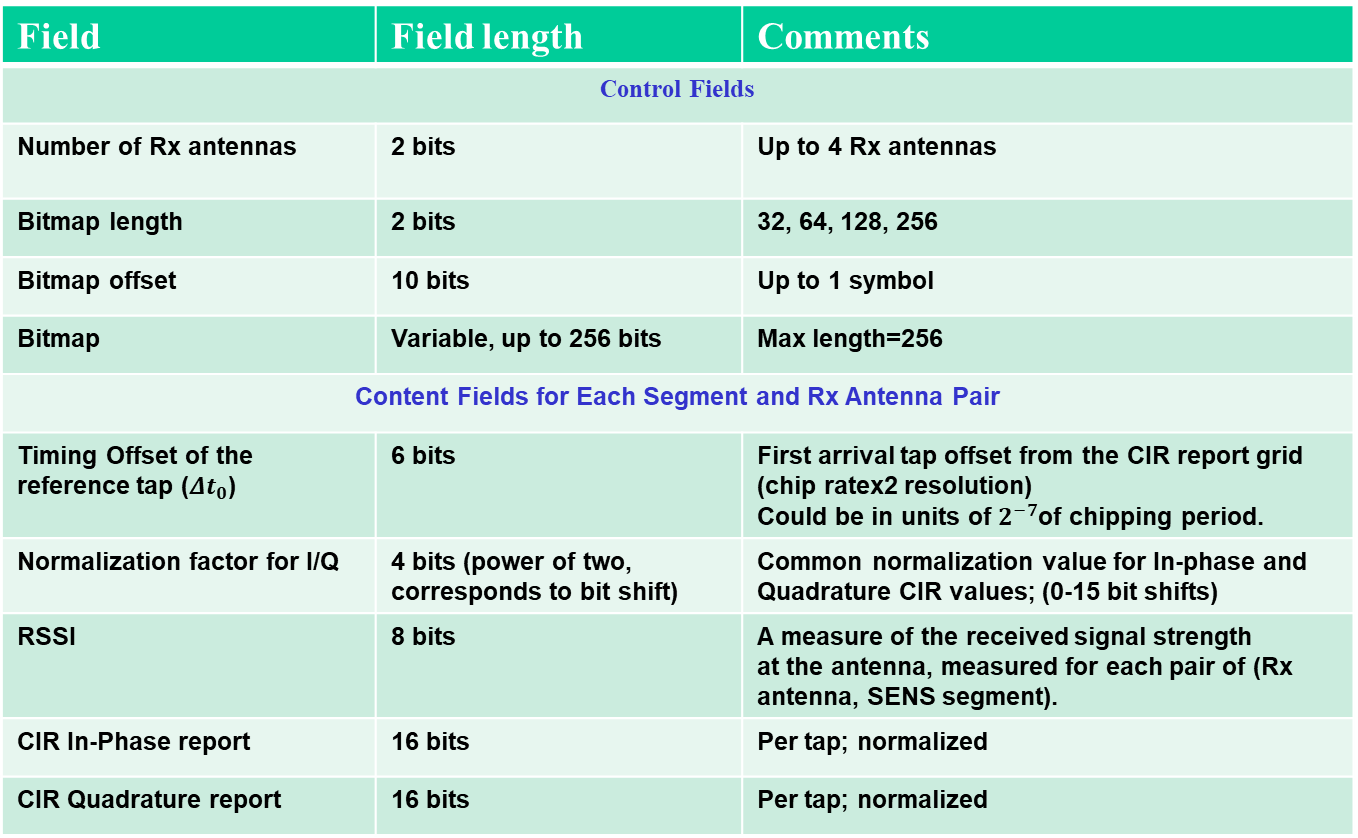 Field Field length Comments
Control Fields
Number of Rx antennas 2 bits Up to 4 Rx antennas
Bitmap length 2 bits 32, 64, 128, 256
Bitmap offset 10 bits Up to 1 symbol
Bitmap Variable, up to 256 bits Max length=256
Content Fields for Each Segment and Rx Antenna Pair
Timing Offset of the 6 bits First arrival tap offset from the CIR report grid
reference tap (Δt₀) (chip ratex2 resolution)
Could be in units of 2⁻⁷of chipping period.
Normalization factor for I/Q 4 bits (power of two, Common normalization value for In-phase and
corresponds to bit shift) Quadrature CIR values; (0-15 bit shifts)
RSSI 8 bits A measure of the received signal strength
at the antenna, measured for each pair of (Rx
antenna, SENS segment).
CIR In-Phase report 16 bits Per tap; normalized
CIR Quadrature report 16 bits Per tap; normalized